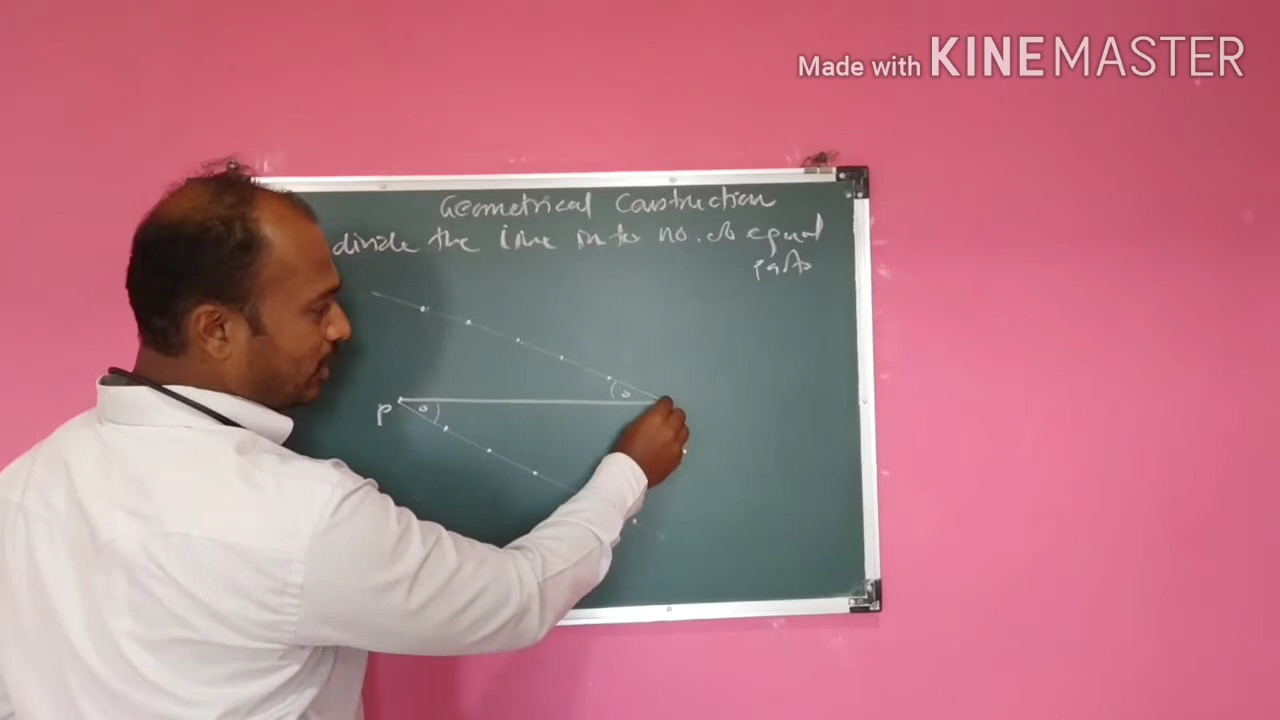 Made with KINEMASTER
Geometrical Construction
divide the line into no. of equal
parts
P
θ
θ